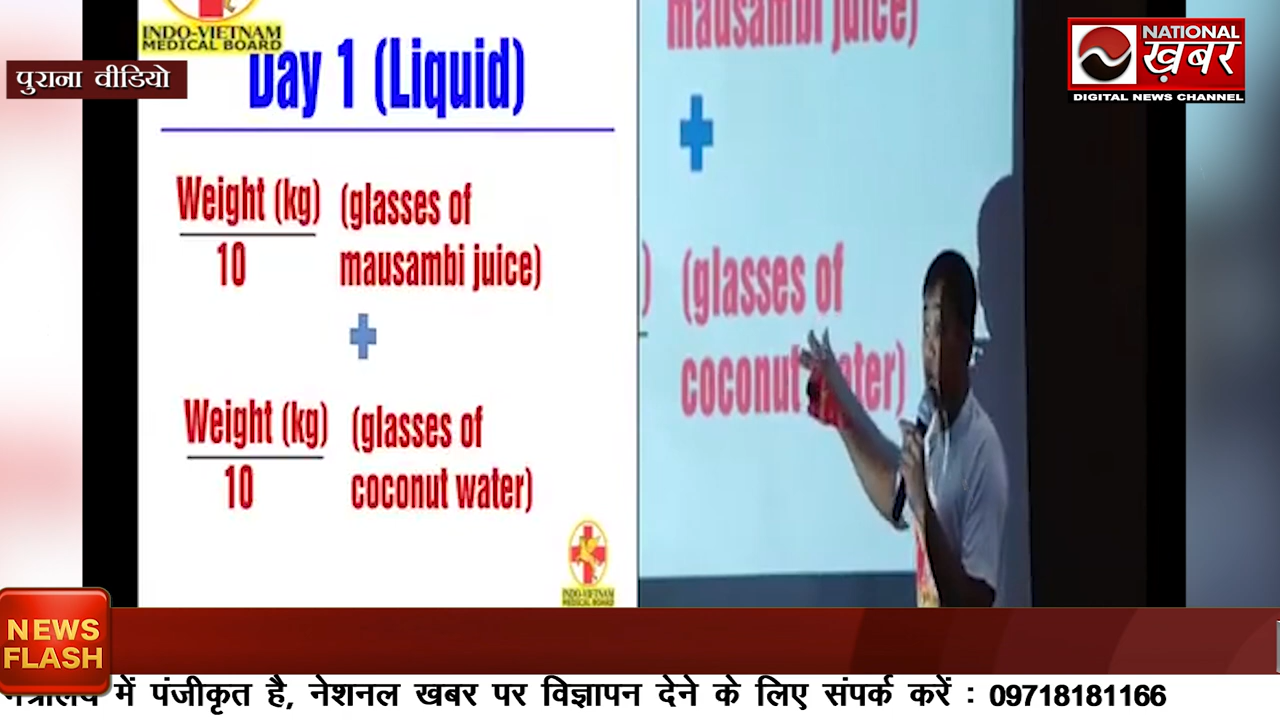 INDO-VIETNAM
MEDICAL BOARD
पुराना वीडियो
Day 1 (Liquid)
Weight (kg) (glasses of
10 mausambi juice)
Weight (kg) (glasses of
10 coconut water)
INDO-VIETNAM
MEDICAL BOARD
mausambi juice)
(glasses of
coconut water)
NATIONAL
ख़बर
DIGITAL NEWS CHANNEL
NEWS
FLASH
में पंजीकृत है, नेशनल खबर पर विज्ञापन देने के लिए संपर्क करें : 09718181166